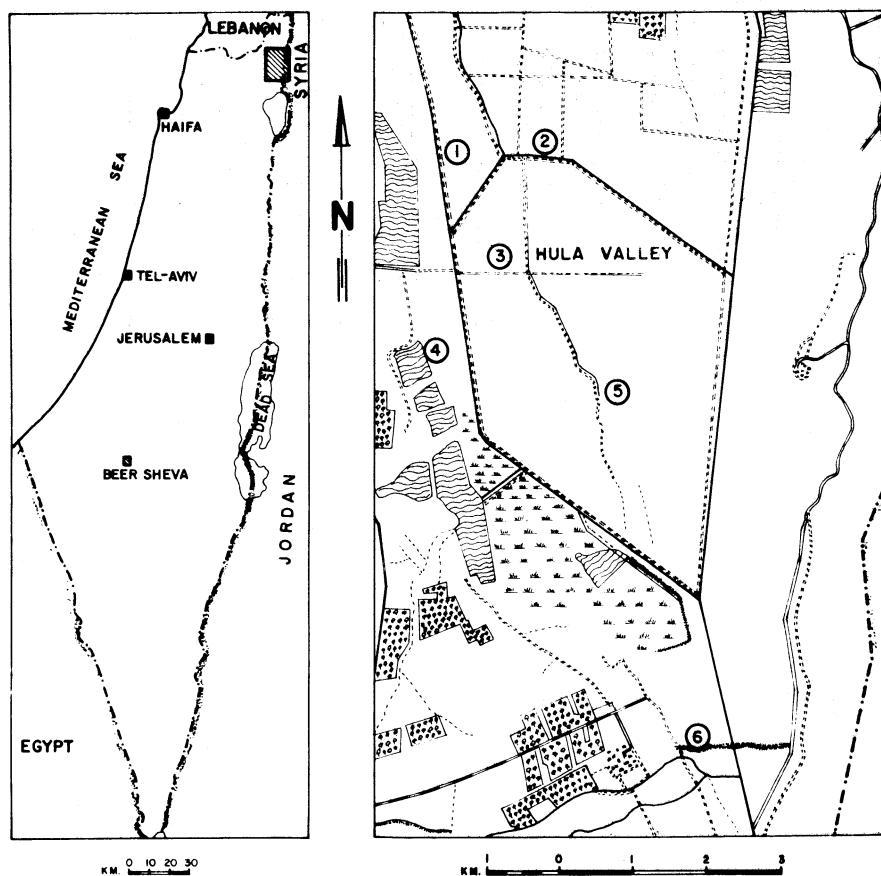 LEBANON
SYRIA
HAIFA
MEDITERRANEAN SEA
TEL-AVIV
JERUSALEM
DEAD SEA
BEER SHEVA
JORDAN
EGYPT
KM. 0 10 20 30
N
1
2
3
HULA VALLEY
4
5
6
KM. 1 0 1 2 3